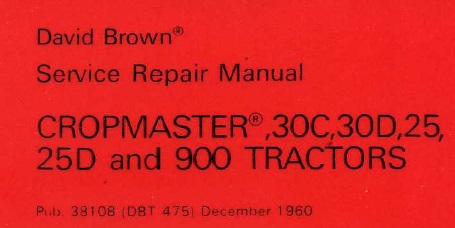 David Brown®
Service Repair Manual
CROPMASTER®,30C,30D,25,
25D and 900 TRACTORS
Pub. 38108 (DBT 475) December 1960